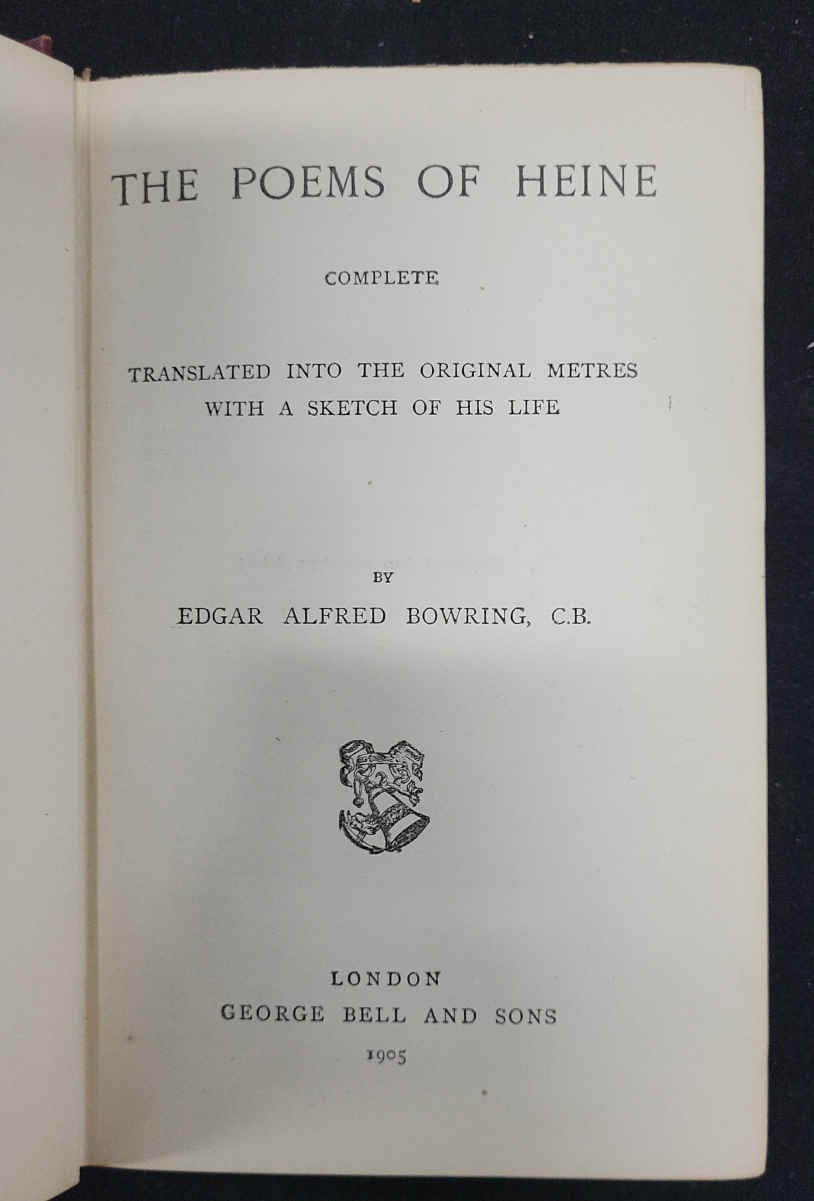 THE POEMS OF HEINE
COMPLETE
TRANSLATED INTO THE ORIGINAL METRES
WITH A SKETCH OF HIS LIFE
BY
EDGAR ALFRED BOWRING, C.B.
LONDON
GEORGE BELL AND SONS
1905